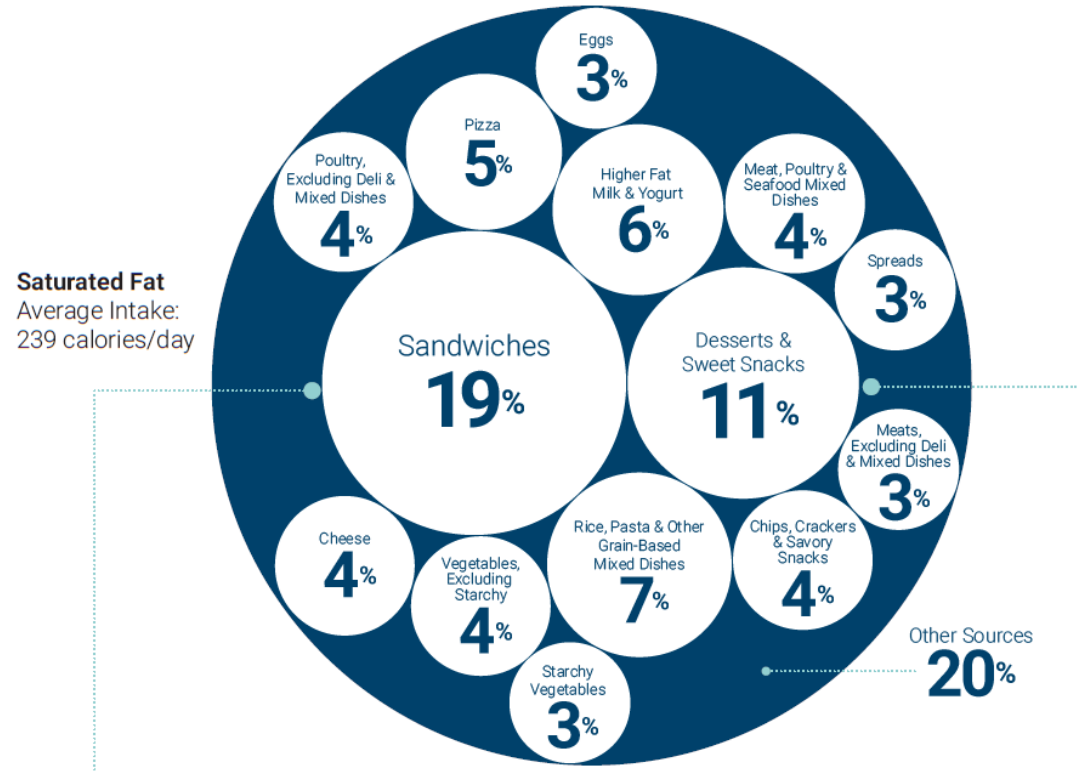 Eggs
3%
Pizza
5%
Poultry,
Excluding Deli &
Mixed Dishes
4%
Higher Fat
Milk & Yogurt
6%
Meat, Poultry &
Seafood Mixed
Dishes
4%
Spreads
3%
Saturated Fat
Average Intake:
239 calories/day
Sandwiches
19%
Desserts &
Sweet Snacks
11%
Meats,
Excluding Deli
& Mixed Dishes
3%
Cheese
4%
Vegetables,
Excluding
Starchy
4%
Rice, Pasta & Other
Grain-Based
Mixed Dishes
7%
Chips, Crackers
& Savory
Snacks
4%
Starchy
Vegetables
3%
Other Sources
20%